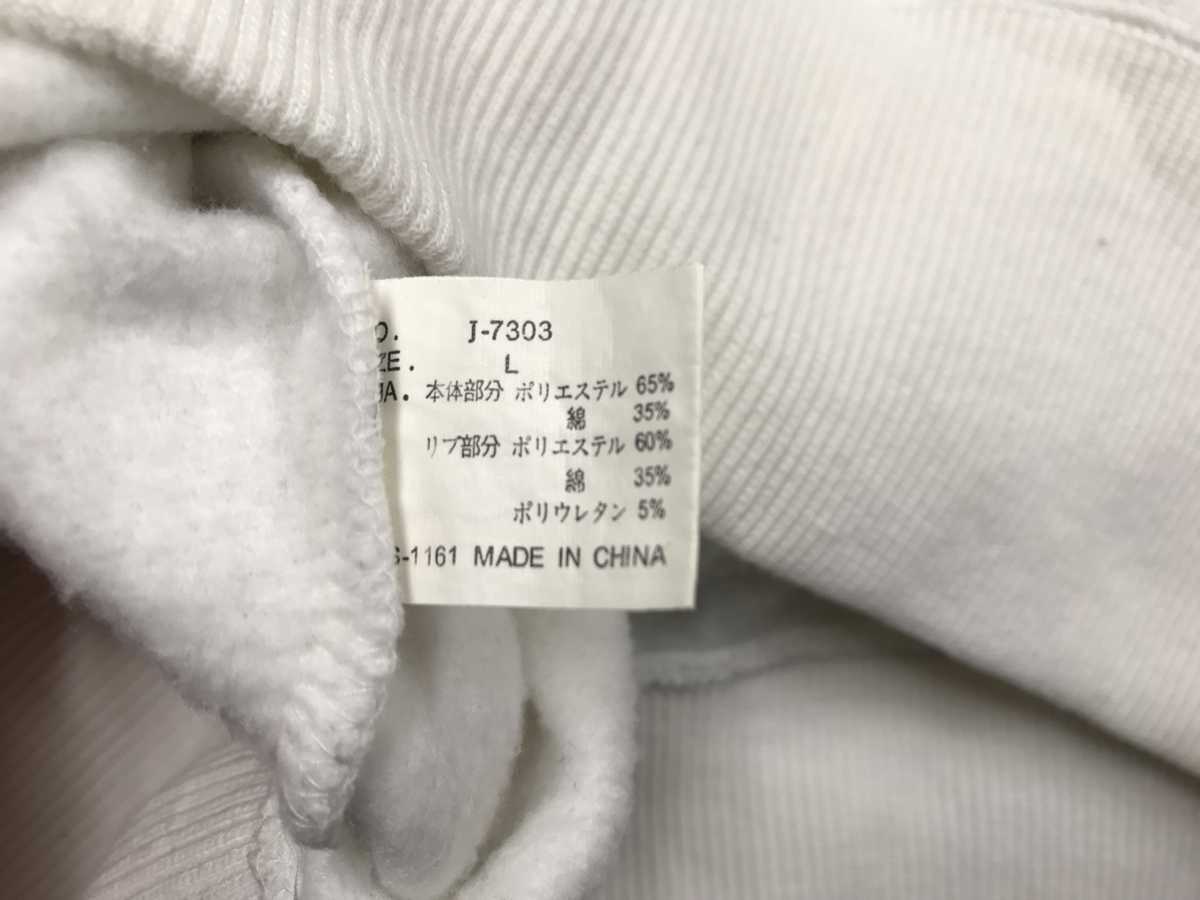 O. J-7303
ZE. L
MA. 本体部分 ポリエステル 65%
綿 35%
リブ部分 ポリエステル 60%
綿 35%
ポリウレタン 5%
S-1161 MADE IN CHINA